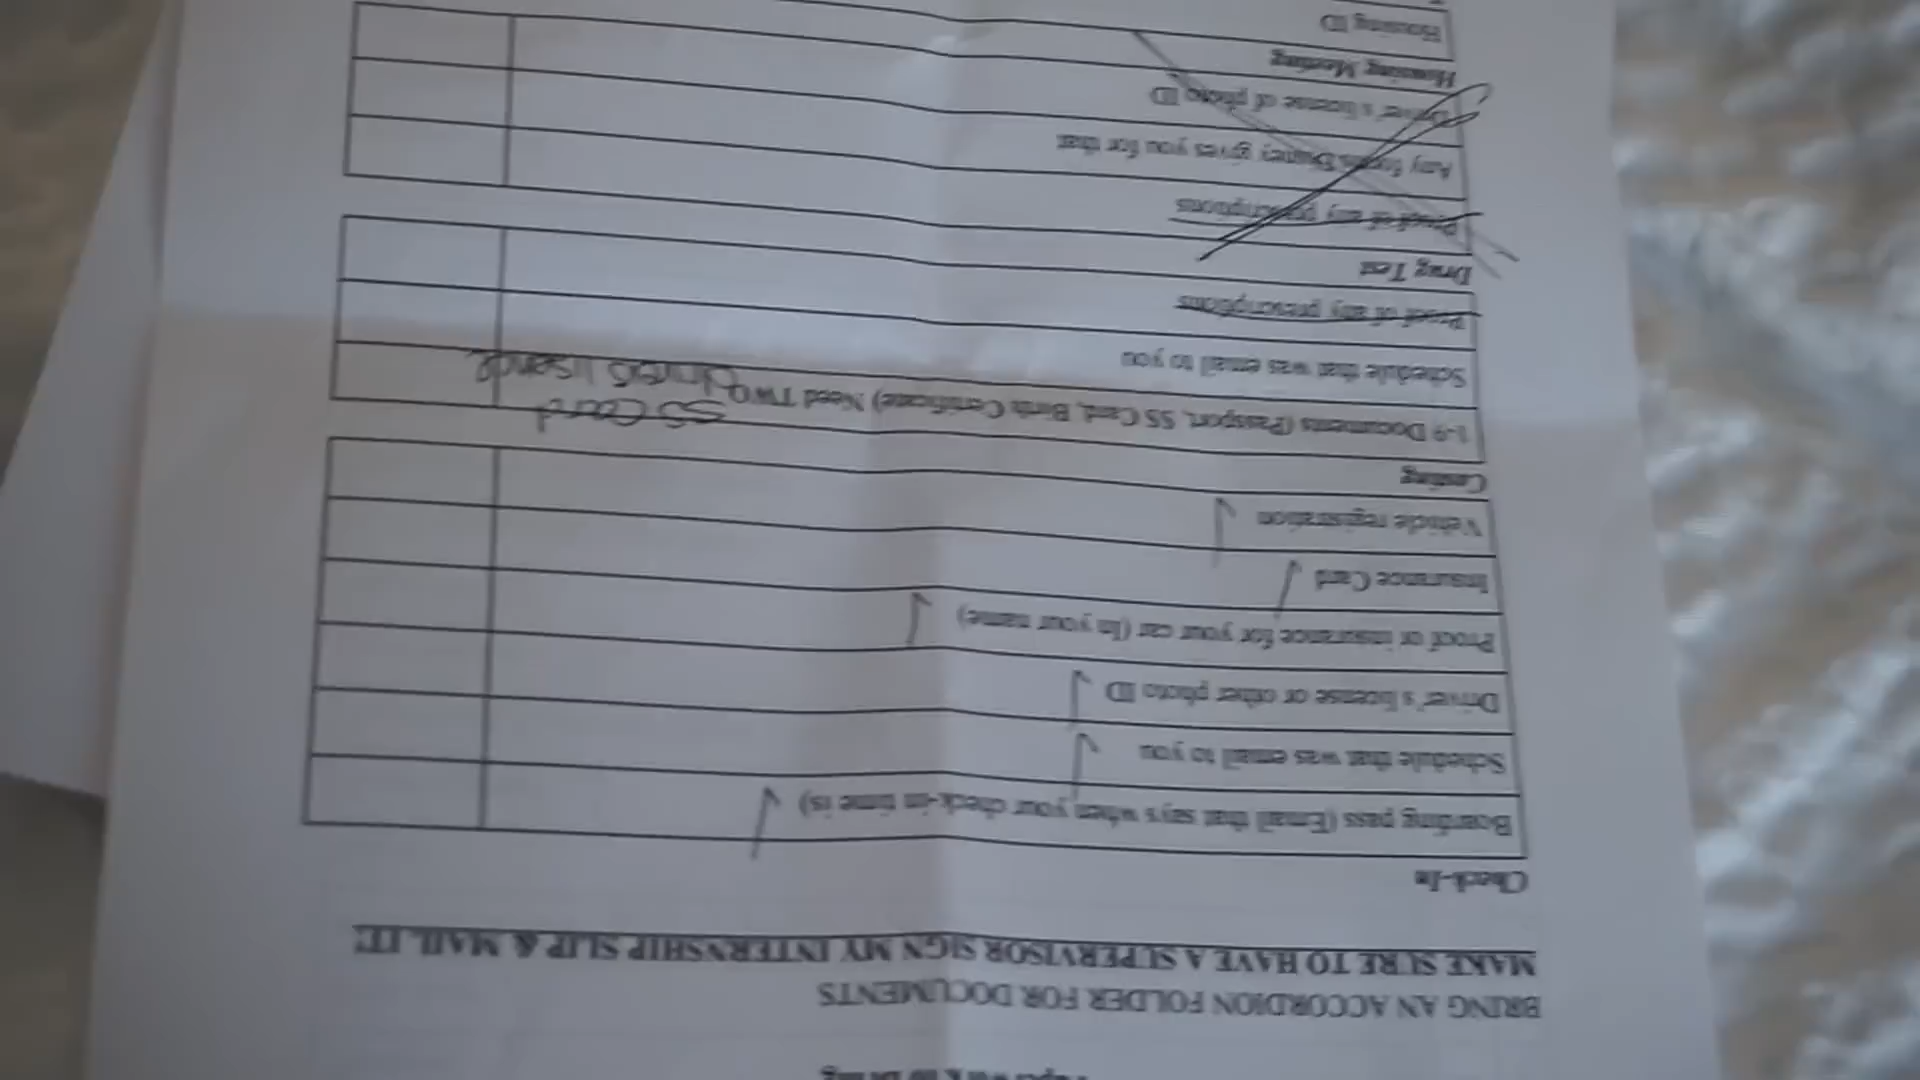 Paperwork to Bring
BRING AN ACCORDION FOLDER FOR DOCUMENTS
MAKE SURE TO HAVE A SUPERVISOR SIGN MY INTERNSHIP SLIP & MAIL IT!
Check-In
Boarding pass (Email that says when your check-in time is)
Schedule that was email to you
Driver's license or other photo ID
Proof or insurance for your car (In your name)
Insurance Card
Vehicle registration
Casting
I-9 Documents (Passport, SS Card, Birth Certificate) Need TWO
SS Card
drivers lisence
Schedule that was email to you
Proof of any prescriptions
Drug Test
Proof of any prescriptions
Any forms Disney gives you for that
Driver's license of photo ID
Housing Meeting
Housing ID